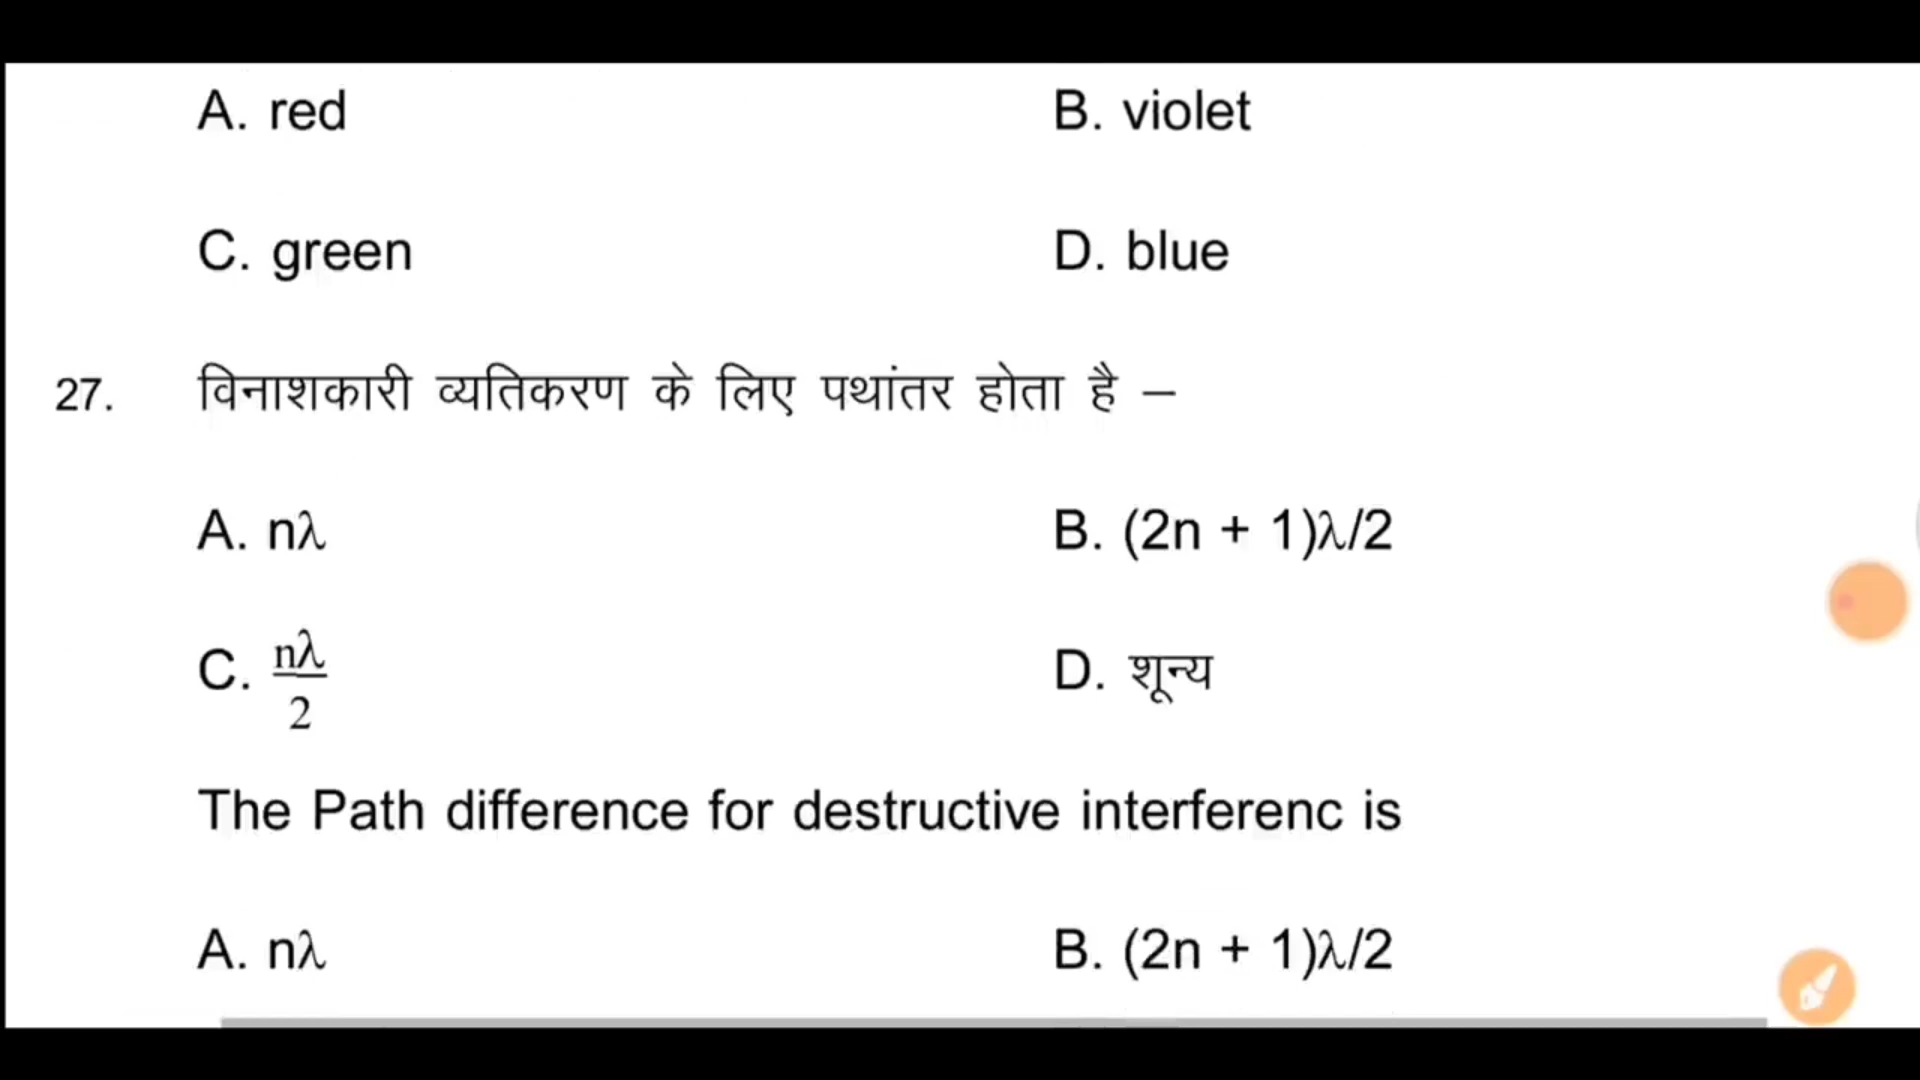 A. red B. violet
C. green D. blue
27. विनाशकारी व्यतिकरण के लिए पथांतर होता है –
A. nλ B. (2n + 1)λ/2
C. nλ/2 D. शून्य
The Path difference for destructive interferenc is
A. nλ B. (2n + 1)λ/2